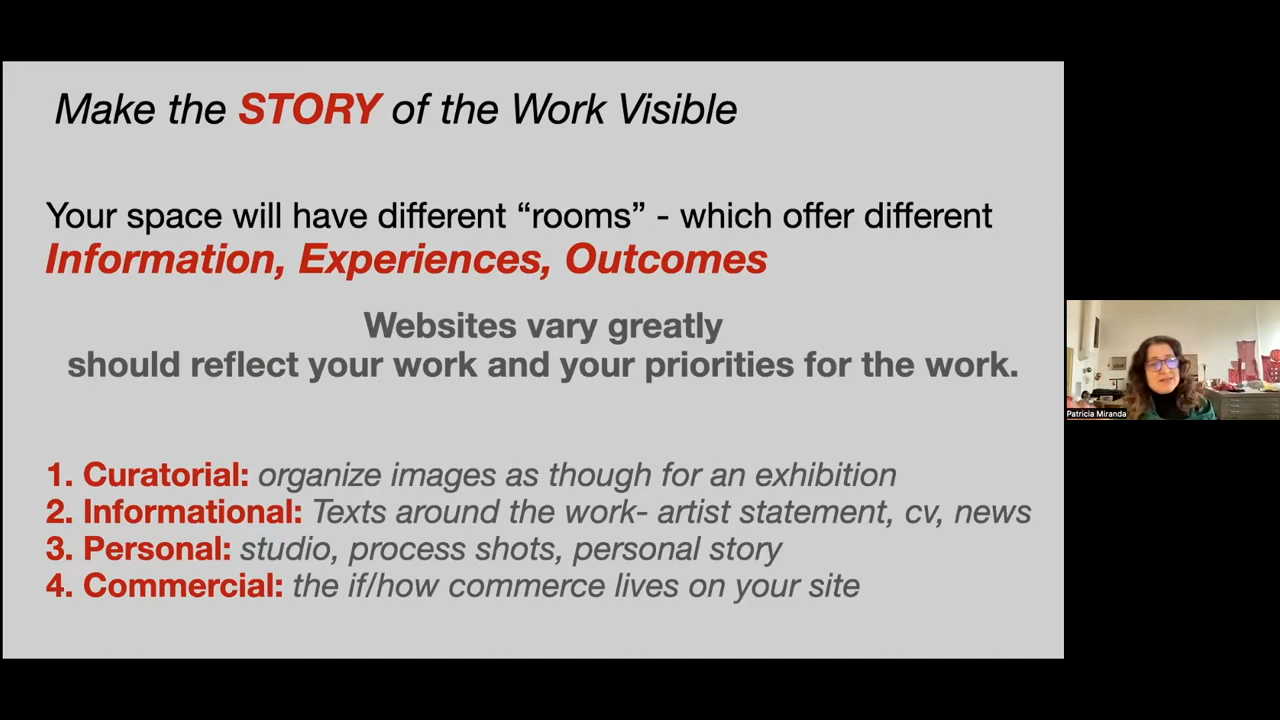 Make the STORY of the Work Visible
Your space will have different “rooms” - which offer different
Information, Experiences, Outcomes
Websites vary greatly
should reflect your work and your priorities for the work.
1. Curatorial: organize images as though for an exhibition
2. Informational: Texts around the work- artist statement, cv, news
3. Personal: studio, process shots, personal story
4. Commercial: the if/how commerce lives on your site
Patricia Miranda